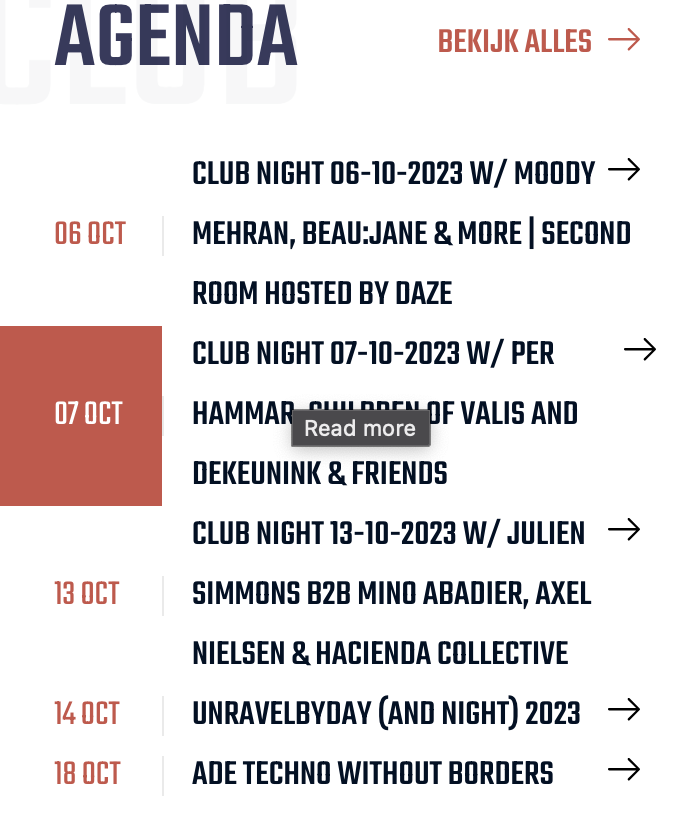 CLUB
AGENDA
BEKIJK ALLES
CLUB NIGHT 06-10-2023 W/ MOODY
06 OCT
MEHRAN, BEAU:JANE & MORE | SECOND
ROOM HOSTED BY DAZE
CLUB NIGHT 07-10-2023 W/ PER
07 OCT
HAMMAR, CHILDREN OF VALIS AND
Read more
DEKEUNINK & FRIENDS
CLUB NIGHT 13-10-2023 W/ JULIEN
13 OCT
SIMMONS B2B MINO ABADIER, AXEL
NIELSEN & HACIENDA COLLECTIVE
14 OCT
UNRAVELBYDAY (AND NIGHT) 2023
18 OCT
ADE TECHNO WITHOUT BORDERS